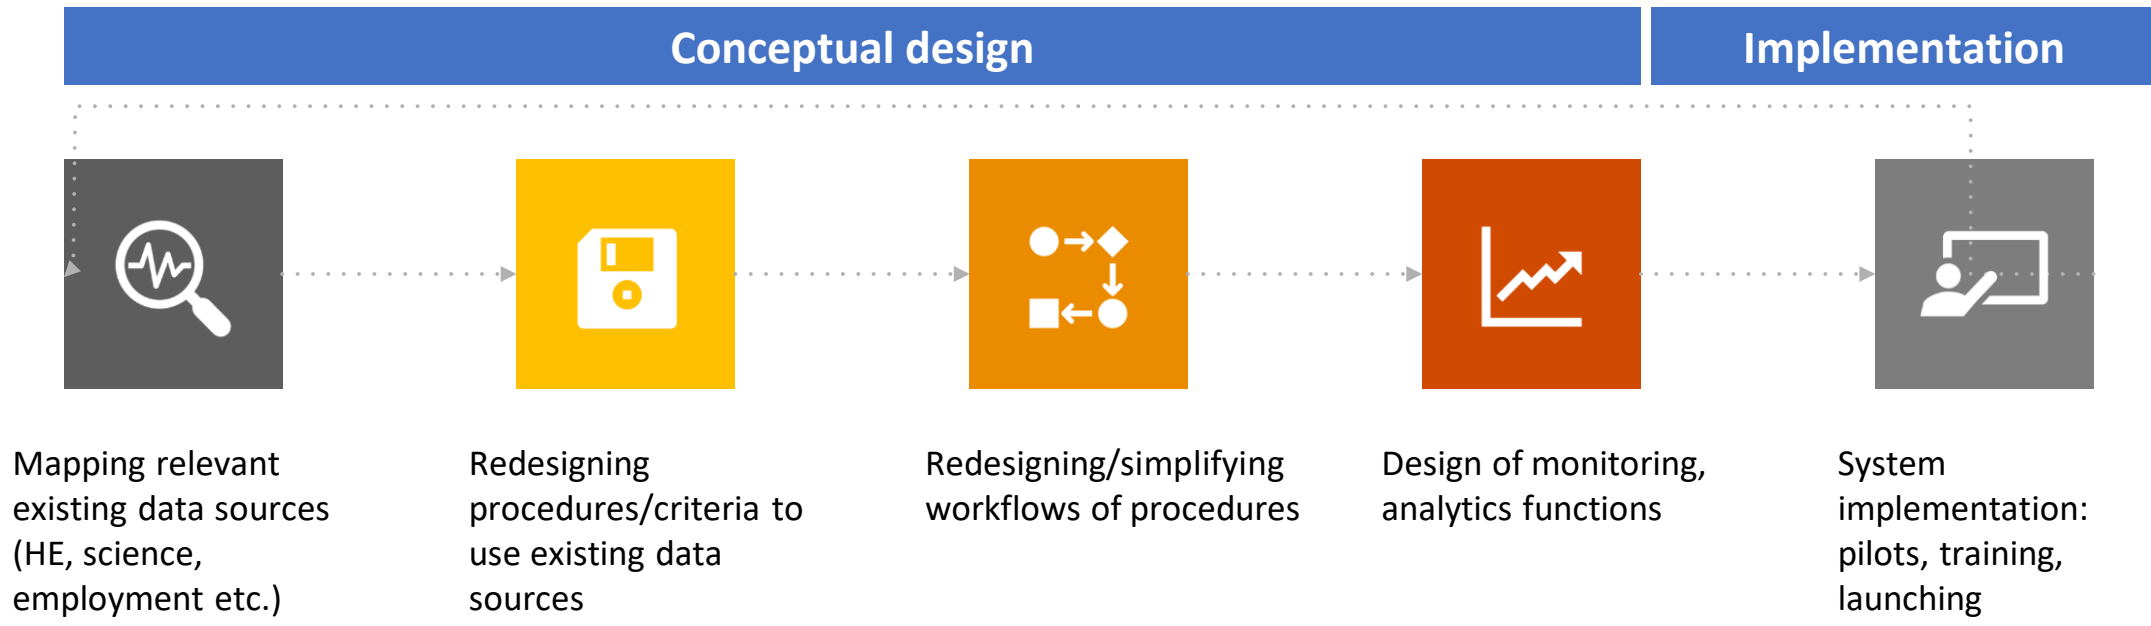 Conceptual design
Implementation
Mapping relevant
existing data sources
(HE, science,
employment etc.)
Redesigning
procedures/criteria to
use existing data
sources
Redesigning/simplifying
workflows of procedures
Design of monitoring,
analytics functions
System
implementation:
pilots, training,
launching